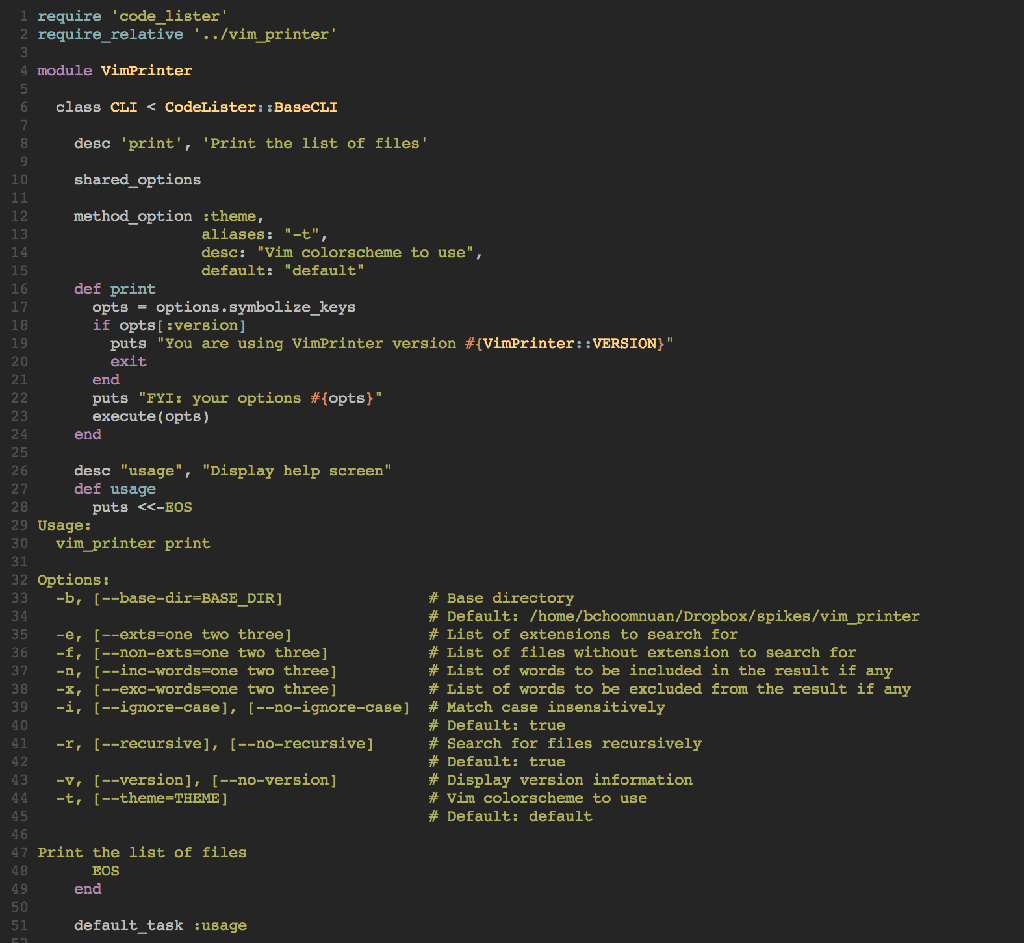 1 require 'code_lister'
2 require_relative '../vim_printer'
3
4 module VimPrinter
5
6   class CLI < CodeLister::BaseCLI
7
8     desc 'print', 'Print the list of files'
9
10     shared_options
11
12     method_option :theme,
13                   aliases: "-t",
14                   desc: "Vim colorscheme to use",
15                   default: "default"
16     def print
17       opts = options.symbolize_keys
18       if opts[:version]
19         puts "You are using VimPrinter version #{VimPrinter::VERSION}"
20         exit
21       end
22       puts "FYI: your options #{opts}"
23       execute(opts)
24     end
25
26     desc "usage", "Display help screen"
27     def usage
28       puts <<-EOS
29 Usage:
30   vim_printer print
31
32 Options:
33   -b, [--base-dir=BASE_DIR]                # Base directory
34                                            # Default: /home/bchoomnuan/Dropbox/spikes/vim_printer
35   -e, [--exts=one two three]               # List of extensions to search for
36   -f, [--non-exts=one two three]           # List of files without extension to search for
37   -n, [--inc-words=one two three]          # List of words to be included in the result if any
38   -x, [--exc-words=one two three]          # List of words to be excluded from the result if any
39   -i, [--ignore-case], [--no-ignore-case]  # Match case insensitively
40                                            # Default: true
41   -r, [--recursive], [--no-recursive]      # Search for files recursively
42                                            # Default: true
43   -v, [--version], [--no-version]          # Display version information
44   -t, [--theme=THEME]                      # Vim colorscheme to use
45                                            # Default: default
46
47 Print the list of files
48       EOS
49     end
50
51     default_task :usage
52